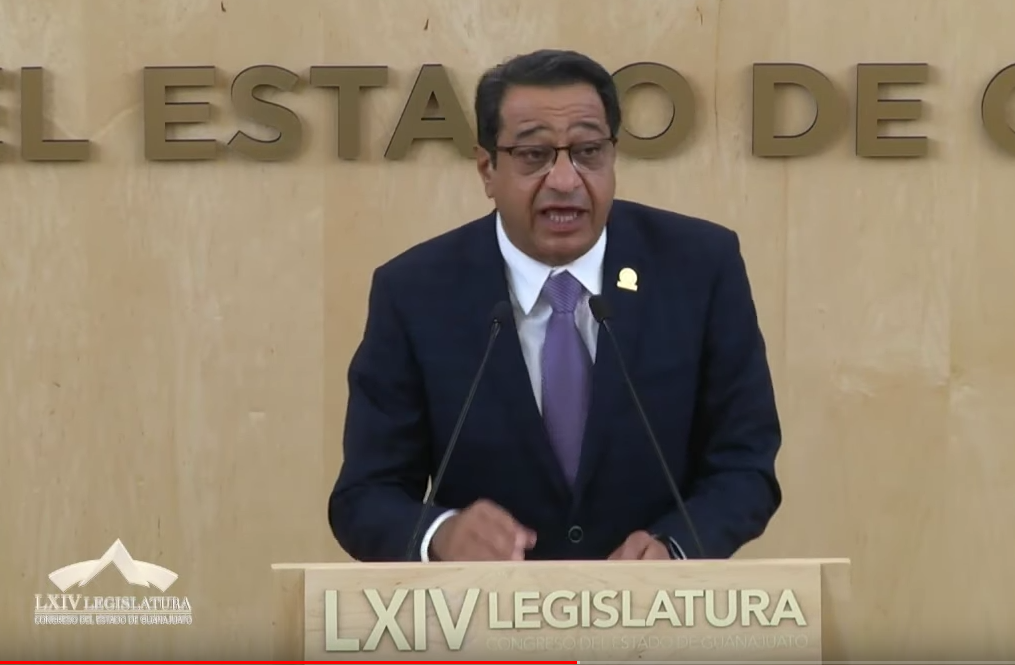 EL ESTADO DE G
LXIV LEGISLATURA
CONGRESO DEL ESTADO DE GUANAJUATO
LXIV LEGISLATURA
CONGRESO DEL ESTADO DE GUANAJUATO